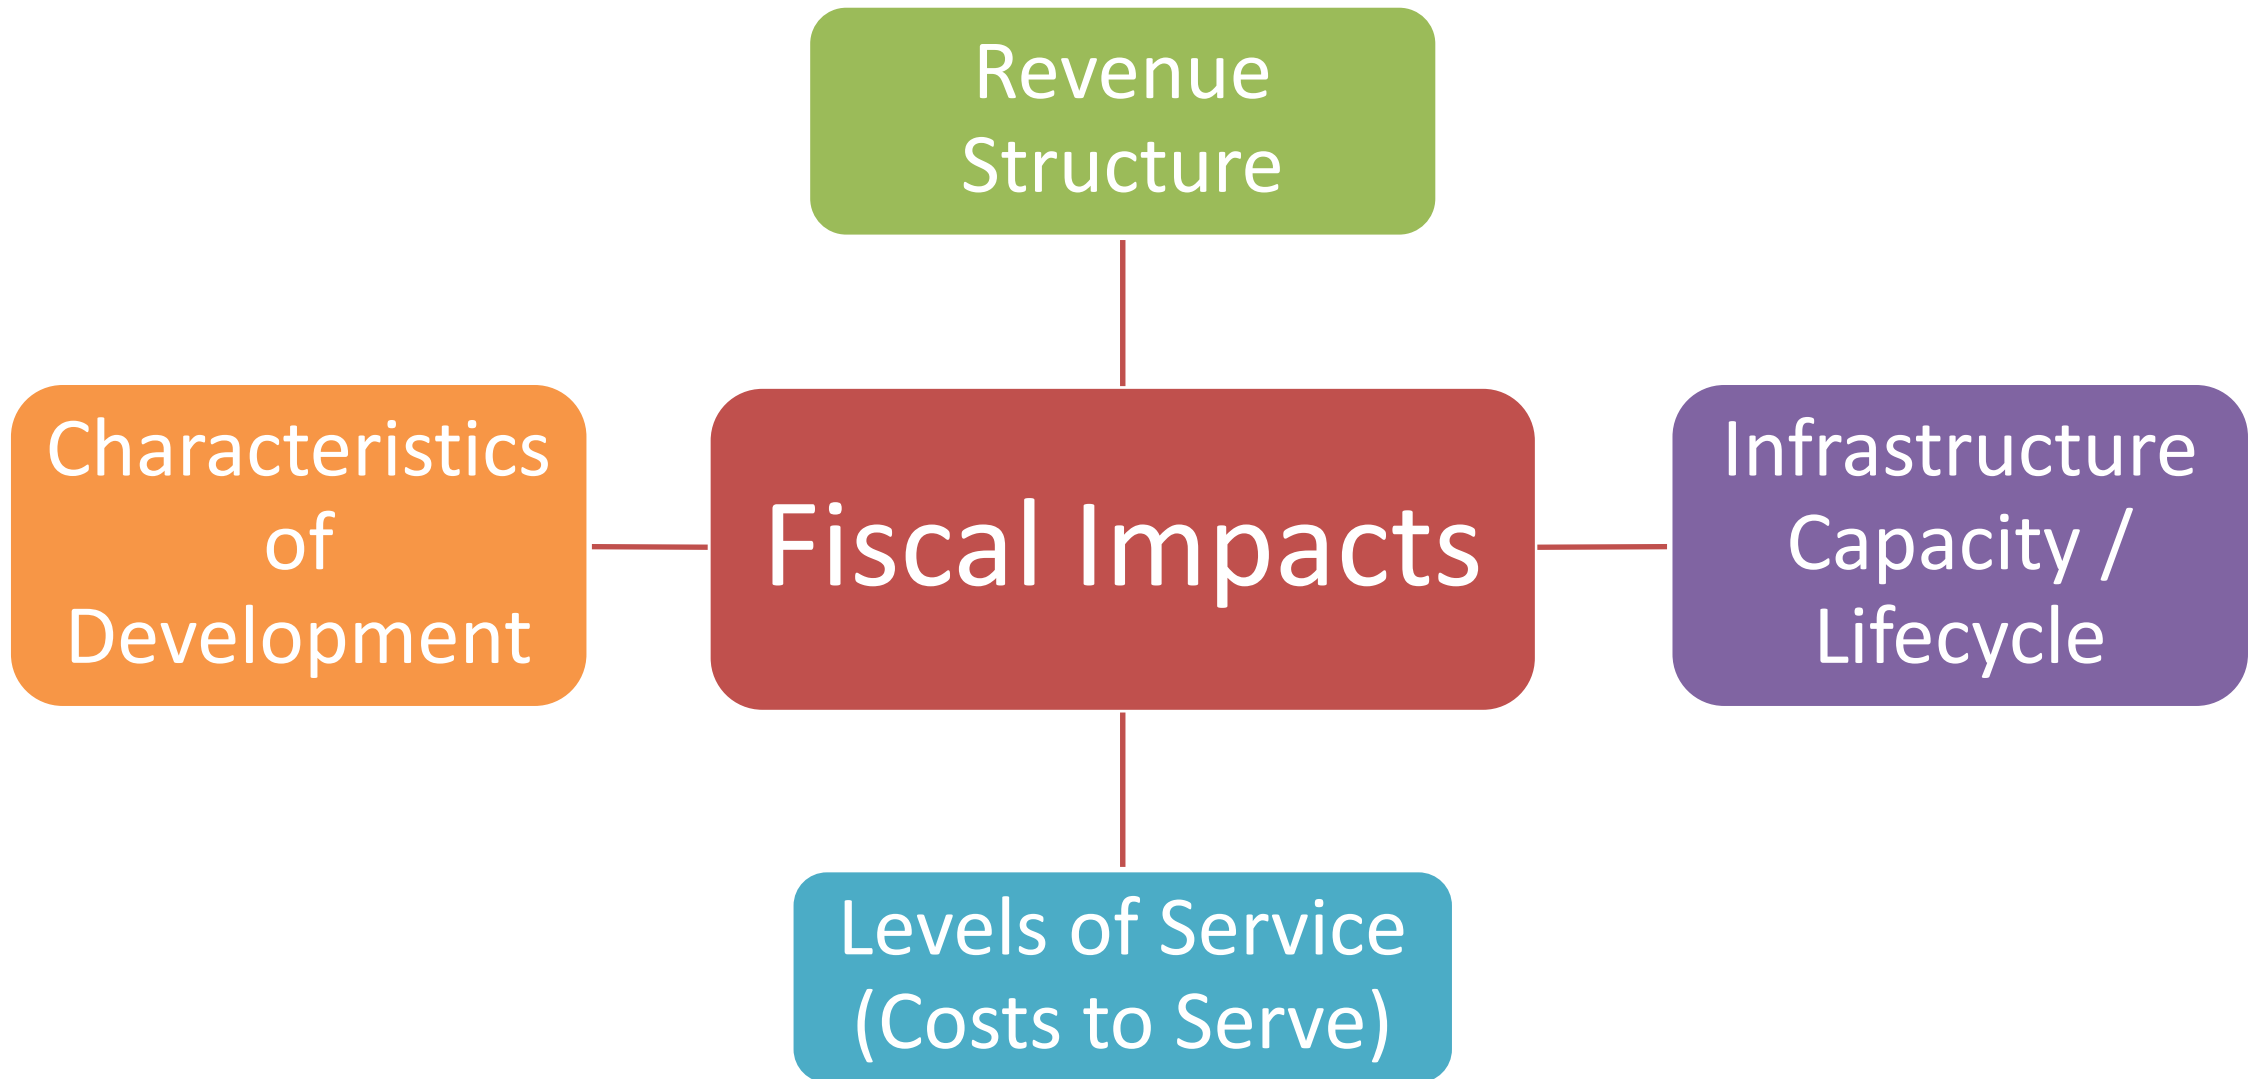 Revenue
Structure
Characteristics
of
Development
Fiscal Impacts
Infrastructure
Capacity /
Lifecycle
Levels of Service
(Costs to Serve)